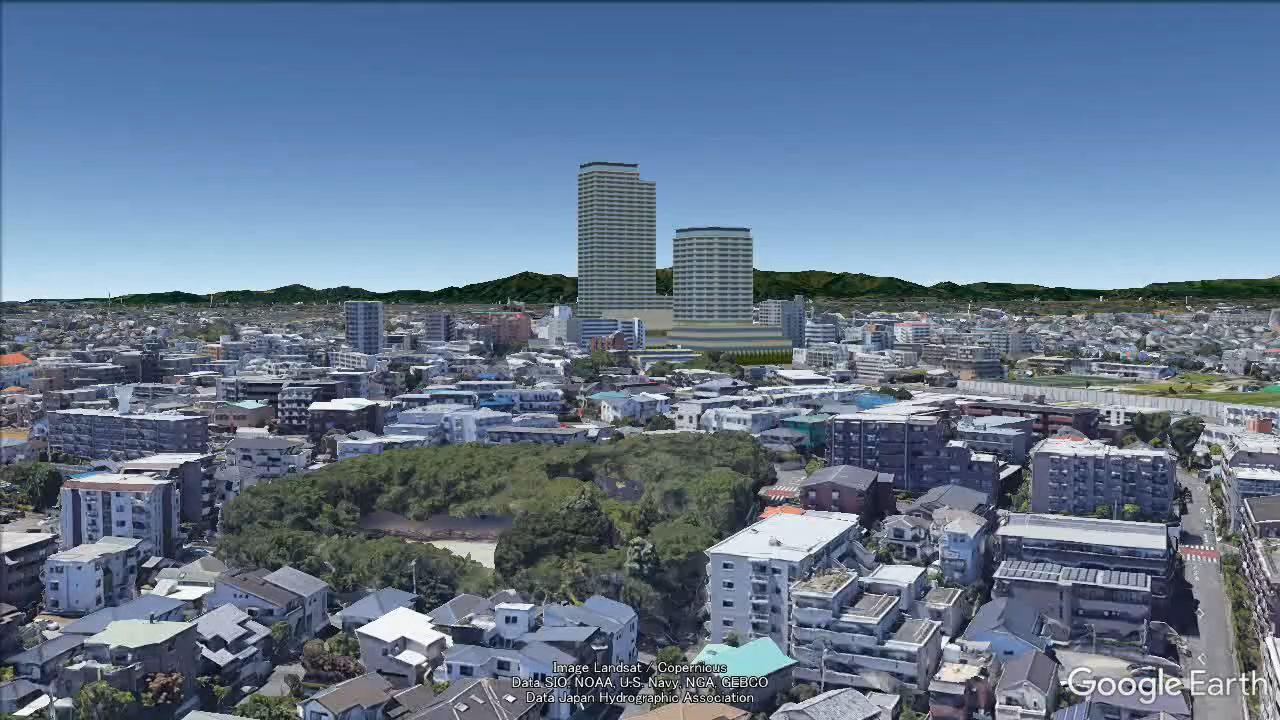 Image Landsat / Copernicus
Data SIO, NOAA, U.S. Navy, NGA, GEBCO
Data Japan Hydrographic Association
Google Earth